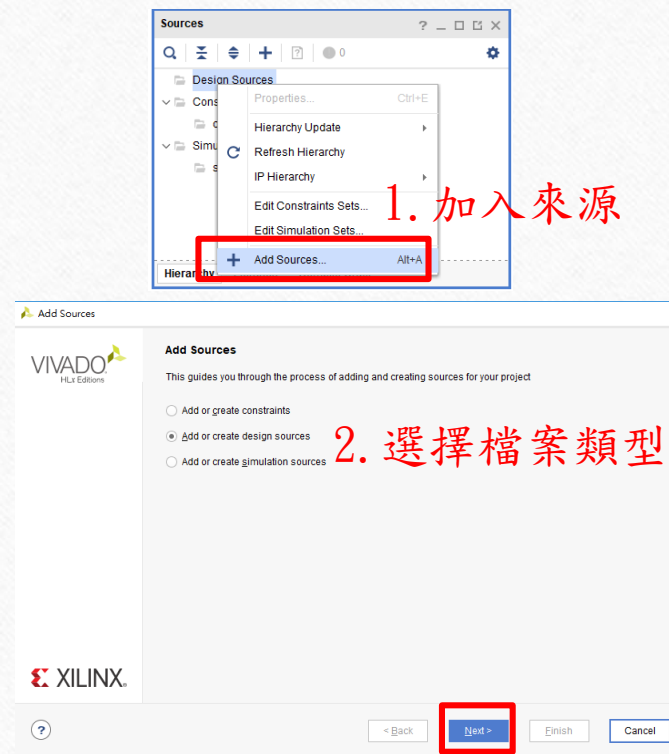 Sources
0
Design Sources
Properties... Ctrl+E
Cons
Hierarchy Update
Simu
Refresh Hierarchy
IP Hierarchy
Edit Constraints Sets...
1. 加入來源
Edit Simulation Sets...
Add Sources... Alt+A
Hierarchy
Add Sources
VIVADO
HLx Editions
Add Sources
This guides you through the process of adding and creating sources for your project
Add or create constraints
Add or create design sources
2. 選擇檔案類型
Add or create simulation sources
XILINX
? < Back Next > Finish Cancel